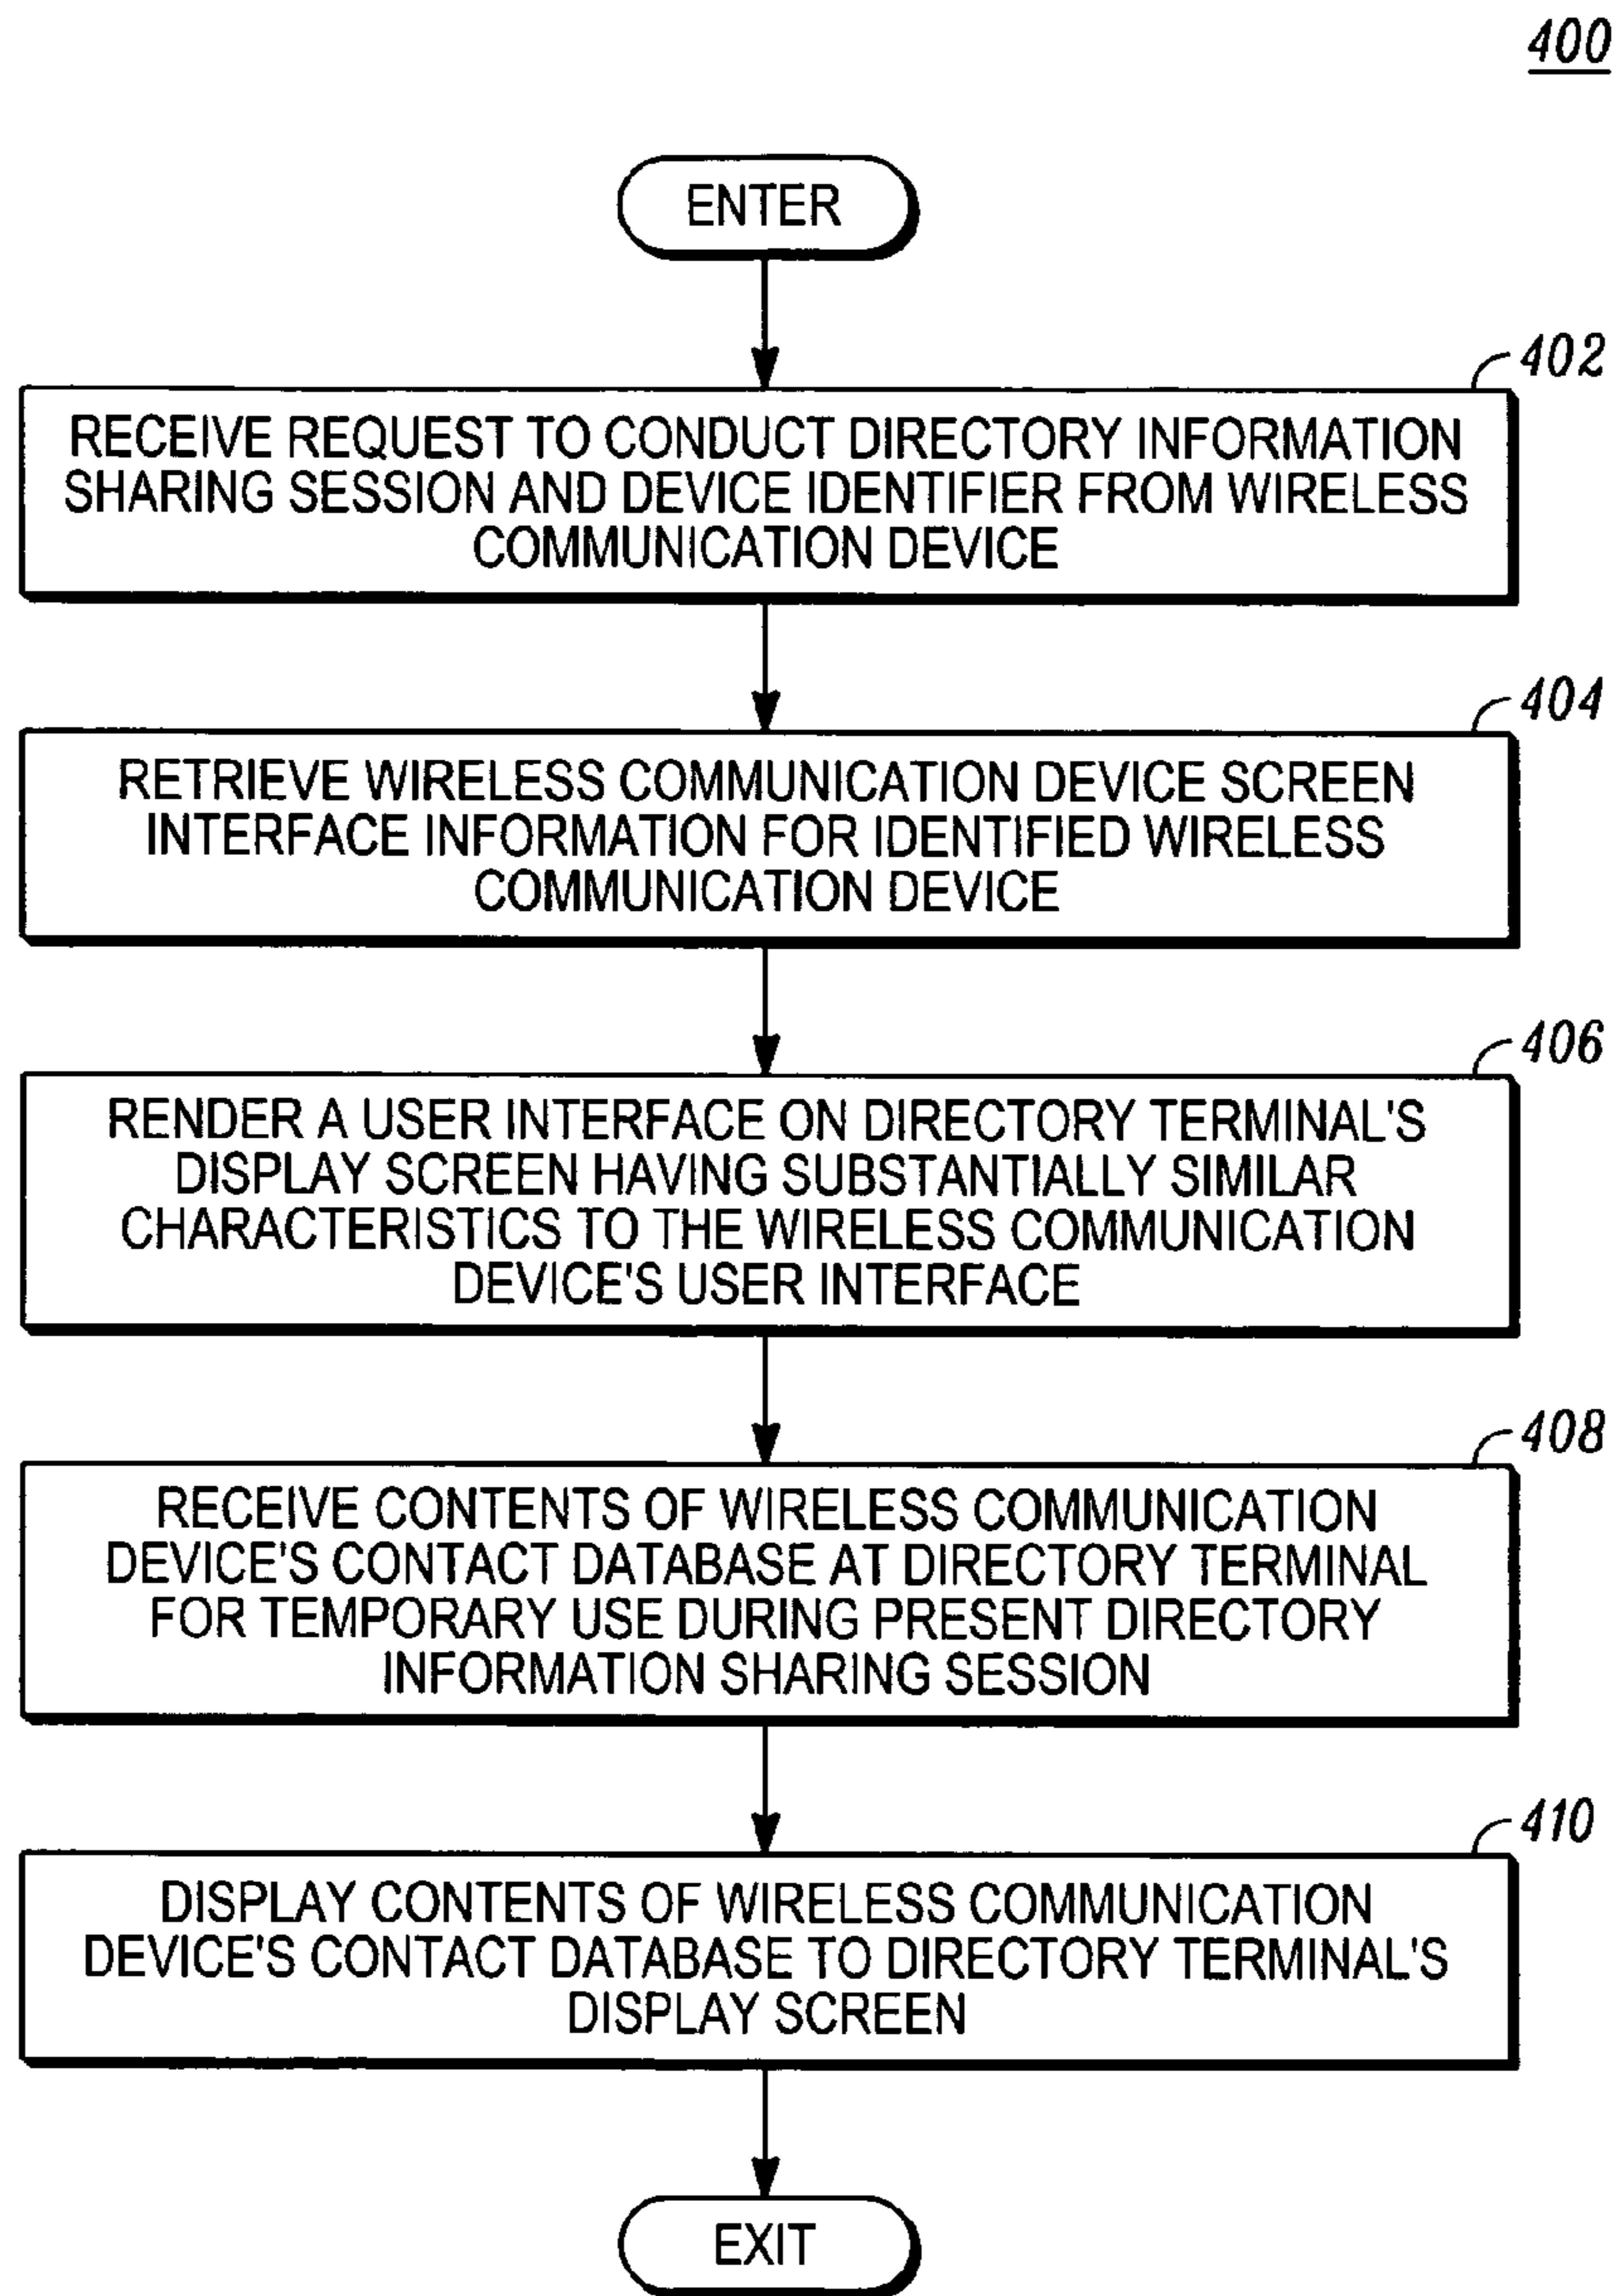 400
ENTER
402
RECEIVE REQUEST TO CONDUCT DIRECTORY INFORMATION
SHARING SESSION AND DEVICE IDENTIFIER FROM WIRELESS
COMMUNICATION DEVICE
404
RETRIEVE WIRELESS COMMUNICATION DEVICE SCREEN
INTERFACE INFORMATION FOR IDENTIFIED WIRELESS
COMMUNICATION DEVICE
406
RENDER A USER INTERFACE ON DIRECTORY TERMINAL'S
DISPLAY SCREEN HAVING SUBSTANTIALLY SIMILAR
CHARACTERISTICS TO THE WIRELESS COMMUNICATION
DEVICE'S USER INTERFACE
408
RECEIVE CONTENTS OF WIRELESS COMMUNICATION
DEVICE'S CONTACT DATABASE AT DIRECTORY TERMINAL
FOR TEMPORARY USE DURING PRESENT DIRECTORY
INFORMATION SHARING SESSION
410
DISPLAY CONTENTS OF WIRELESS COMMUNICATION
DEVICE'S CONTACT DATABASE TO DIRECTORY TERMINAL'S
DISPLAY SCREEN
EXIT